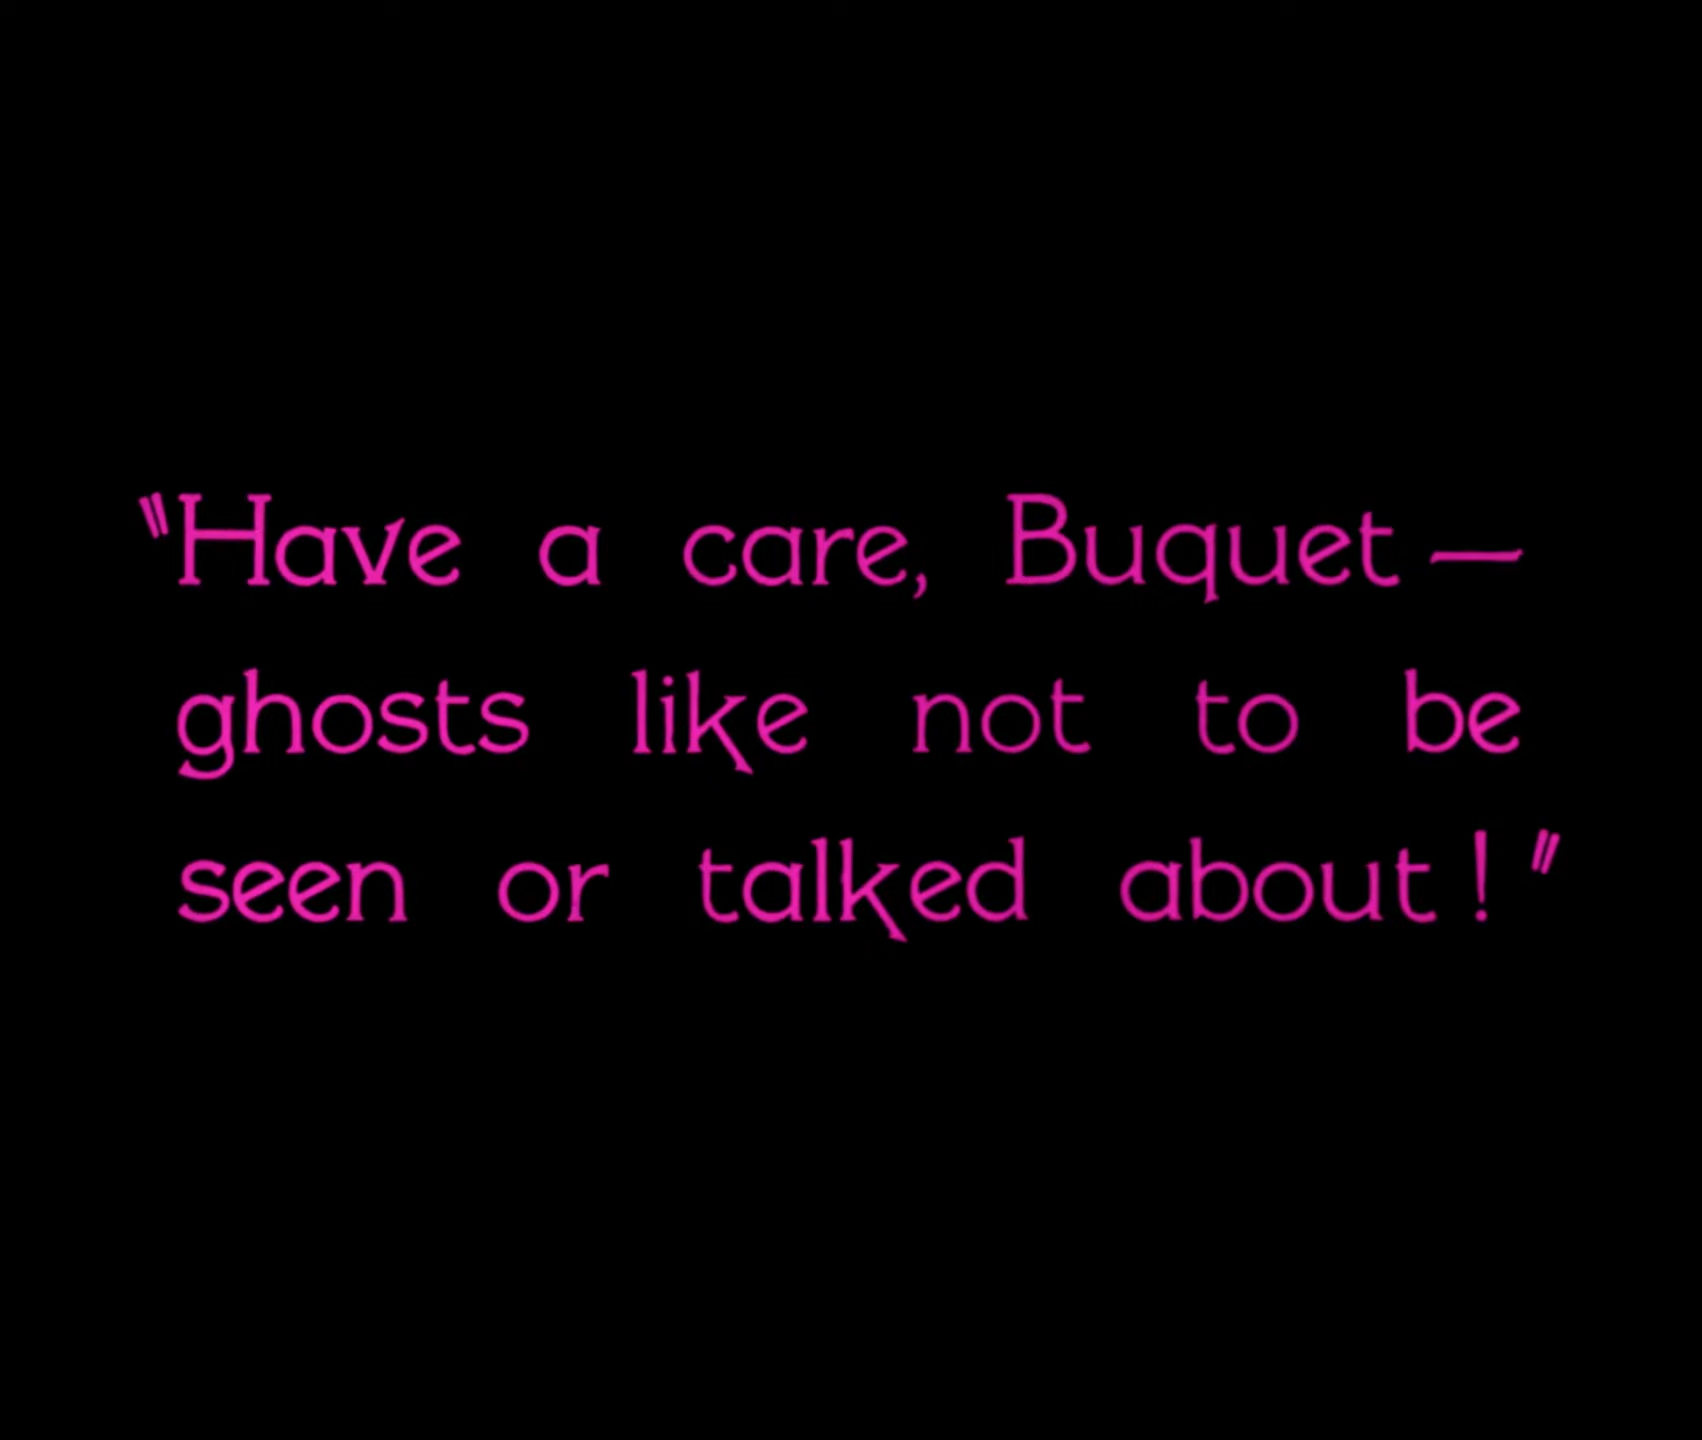 "Have a care, Buquet—
ghosts like not to be
seen or talked about!"